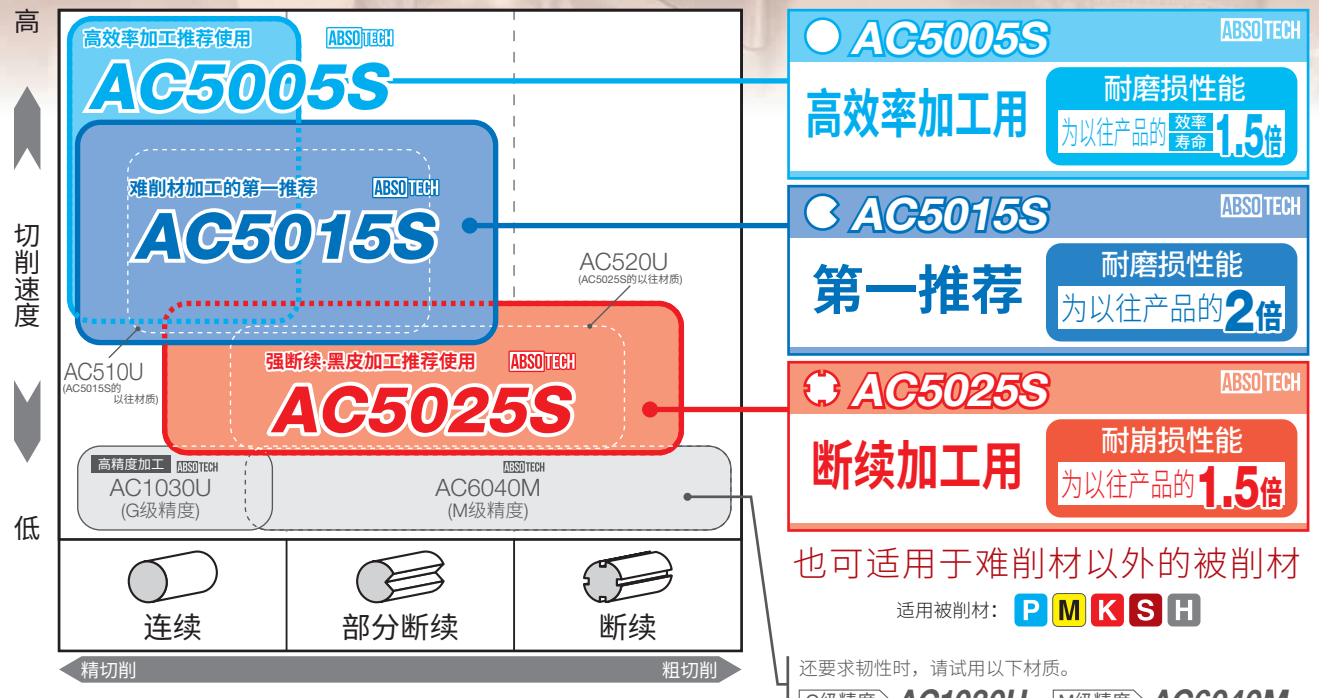 高
切削速度
低
高效率加工推荐使用 ABSOTECH
AC5005S
难削材加工的第一推荐 ABSOTECH
AC5015S
AC520U
(AC5025S的以往材质)
AC510U
(AC5015S的
以往材质)
强断续·黑皮加工推荐使用 ABSOTECH
AC5025S
高精度加工 ABSOTECH
AC1030U
(G级精度)
ABSOTECH
AC6040M
(M级精度)
连续 部分断续 断续
精切削 粗切削
AC5005S ABSOTECH
高效率加工用
耐磨损性能
为以往产品的 效率 寿命 1.5倍
AC5015S ABSOTECH
第一推荐
耐磨损性能
为以往产品的2倍
AC5025S ABSOTECH
断续加工用
耐崩损性能
为以往产品的1.5倍
也可适用于难削材以外的被削材
适用被削材： P M K S H
还要求韧性时，请试用以下材质。
G级精度 AC1030U M级精度 AC6040M